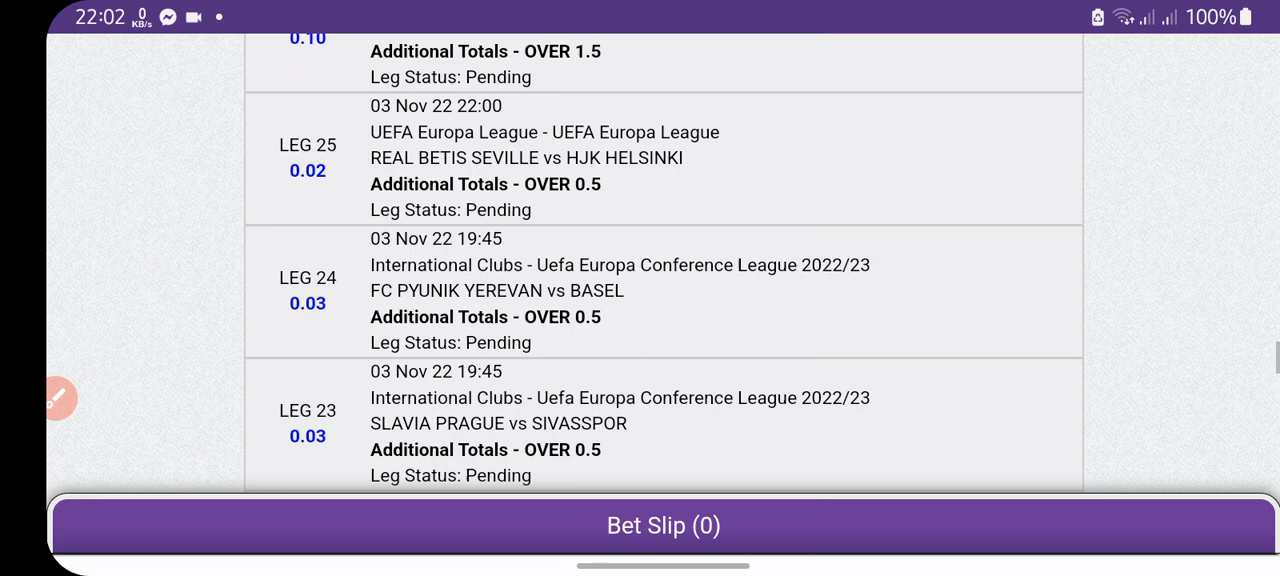 22:02 0 KB/s 100%
0.10
Additional Totals - OVER 1.5
Leg Status: Pending
03 Nov 22 22:00
UEFA Europa League - UEFA Europa League
LEG 25
REAL BETIS SEVILLE vs HJK HELSINKI
0.02
Additional Totals - OVER 0.5
Leg Status: Pending
03 Nov 22 19:45
International Clubs - Uefa Europa Conference League 2022/23
LEG 24
FC PYUNIK YEREVAN vs BASEL
0.03
Additional Totals - OVER 0.5
Leg Status: Pending
03 Nov 22 19:45
International Clubs - Uefa Europa Conference League 2022/23
LEG 23
SLAVIA PRAGUE vs SIVASSPOR
0.03
Additional Totals - OVER 0.5
Leg Status: Pending
Bet Slip (0)